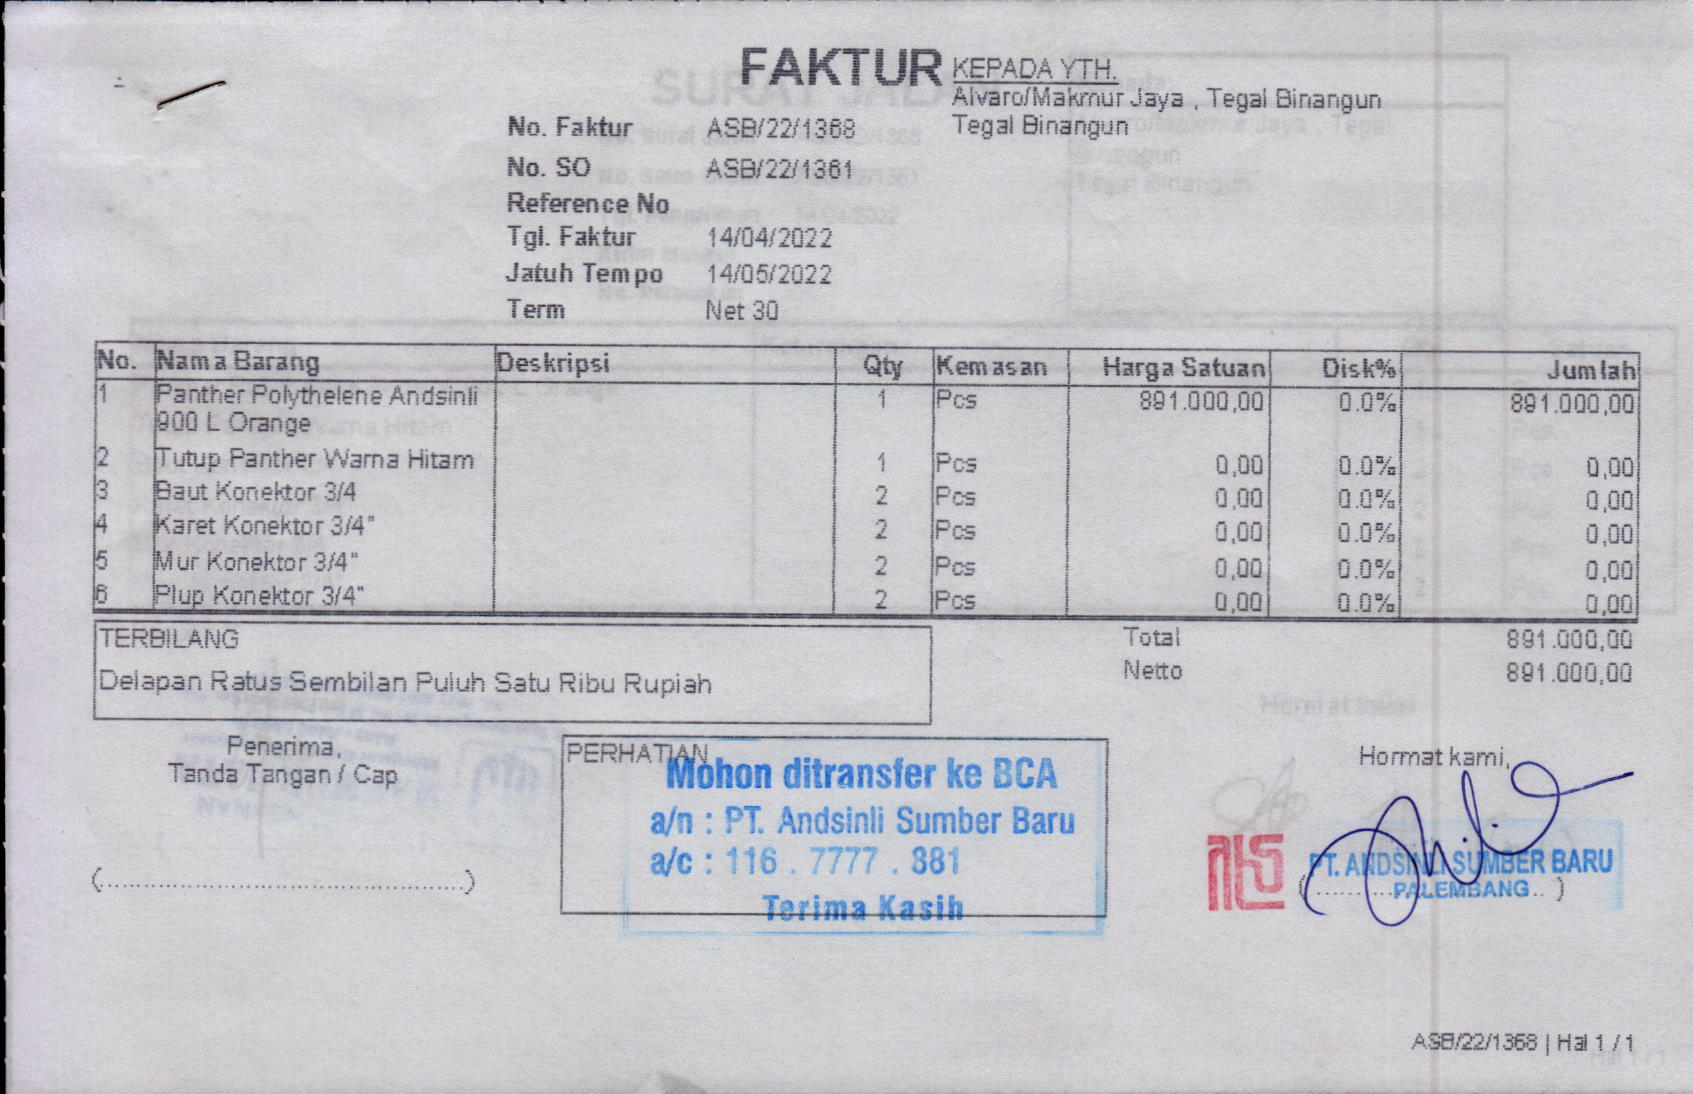 FAKTUR
KEPADA YTH.
Alvaro/Makmur Jaya , Tegal Binangun
Tegal Binangun
No. Faktur ASB/22/1368
No. SO ASB/22/1361
Reference No
Tgl. Faktur 14/04/2022
Jatuh Tempo 14/05/2022
Term Net 30
No. Nama Barang Deskripsi Qty Kemasan Harga Satuan Disk% Jumlah
1 Panther Polythelene Andsinli 1 Pcs 891.000,00 0.0% 891.000,00
900 L Orange
2 Tutup Panther Warna Hitam 1 Pcs 0,00 0.0% 0,00
3 Baut Konektor 3/4 2 Pcs 0,00 0.0% 0,00
4 Karet Konektor 3/4" 2 Pcs 0,00 0.0% 0,00
5 Mur Konektor 3/4" 2 Pcs 0,00 0.0% 0,00
6 Plup Konektor 3/4" 2 Pcs 0,00 0.0% 0,00
TERBILANG
Delapan Ratus Sembilan Puluh Satu Ribu Rupiah
Total 891.000,00
Netto 891.000,00
Penerima,
Tanda Tangan / Cap
(................................................)
PERHATIAN
Mohon ditransfer ke BCA
a/n : PT. Andsinli Sumber Baru
a/c : 116 . 7777 . 881
Terima Kasih
Hormat kami,
PT. ANDSINLI SUMBER BARU
PALEMBANG
ASB/22/1368 | Hal 1 / 1